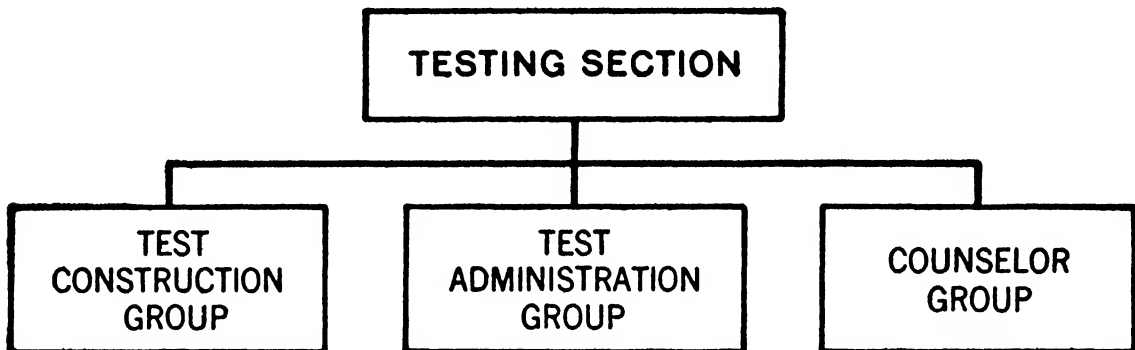 TESTING SECTION
TEST
CONSTRUCTION
GROUP
TEST
ADMINISTRATION
GROUP
COUNSELOR
GROUP